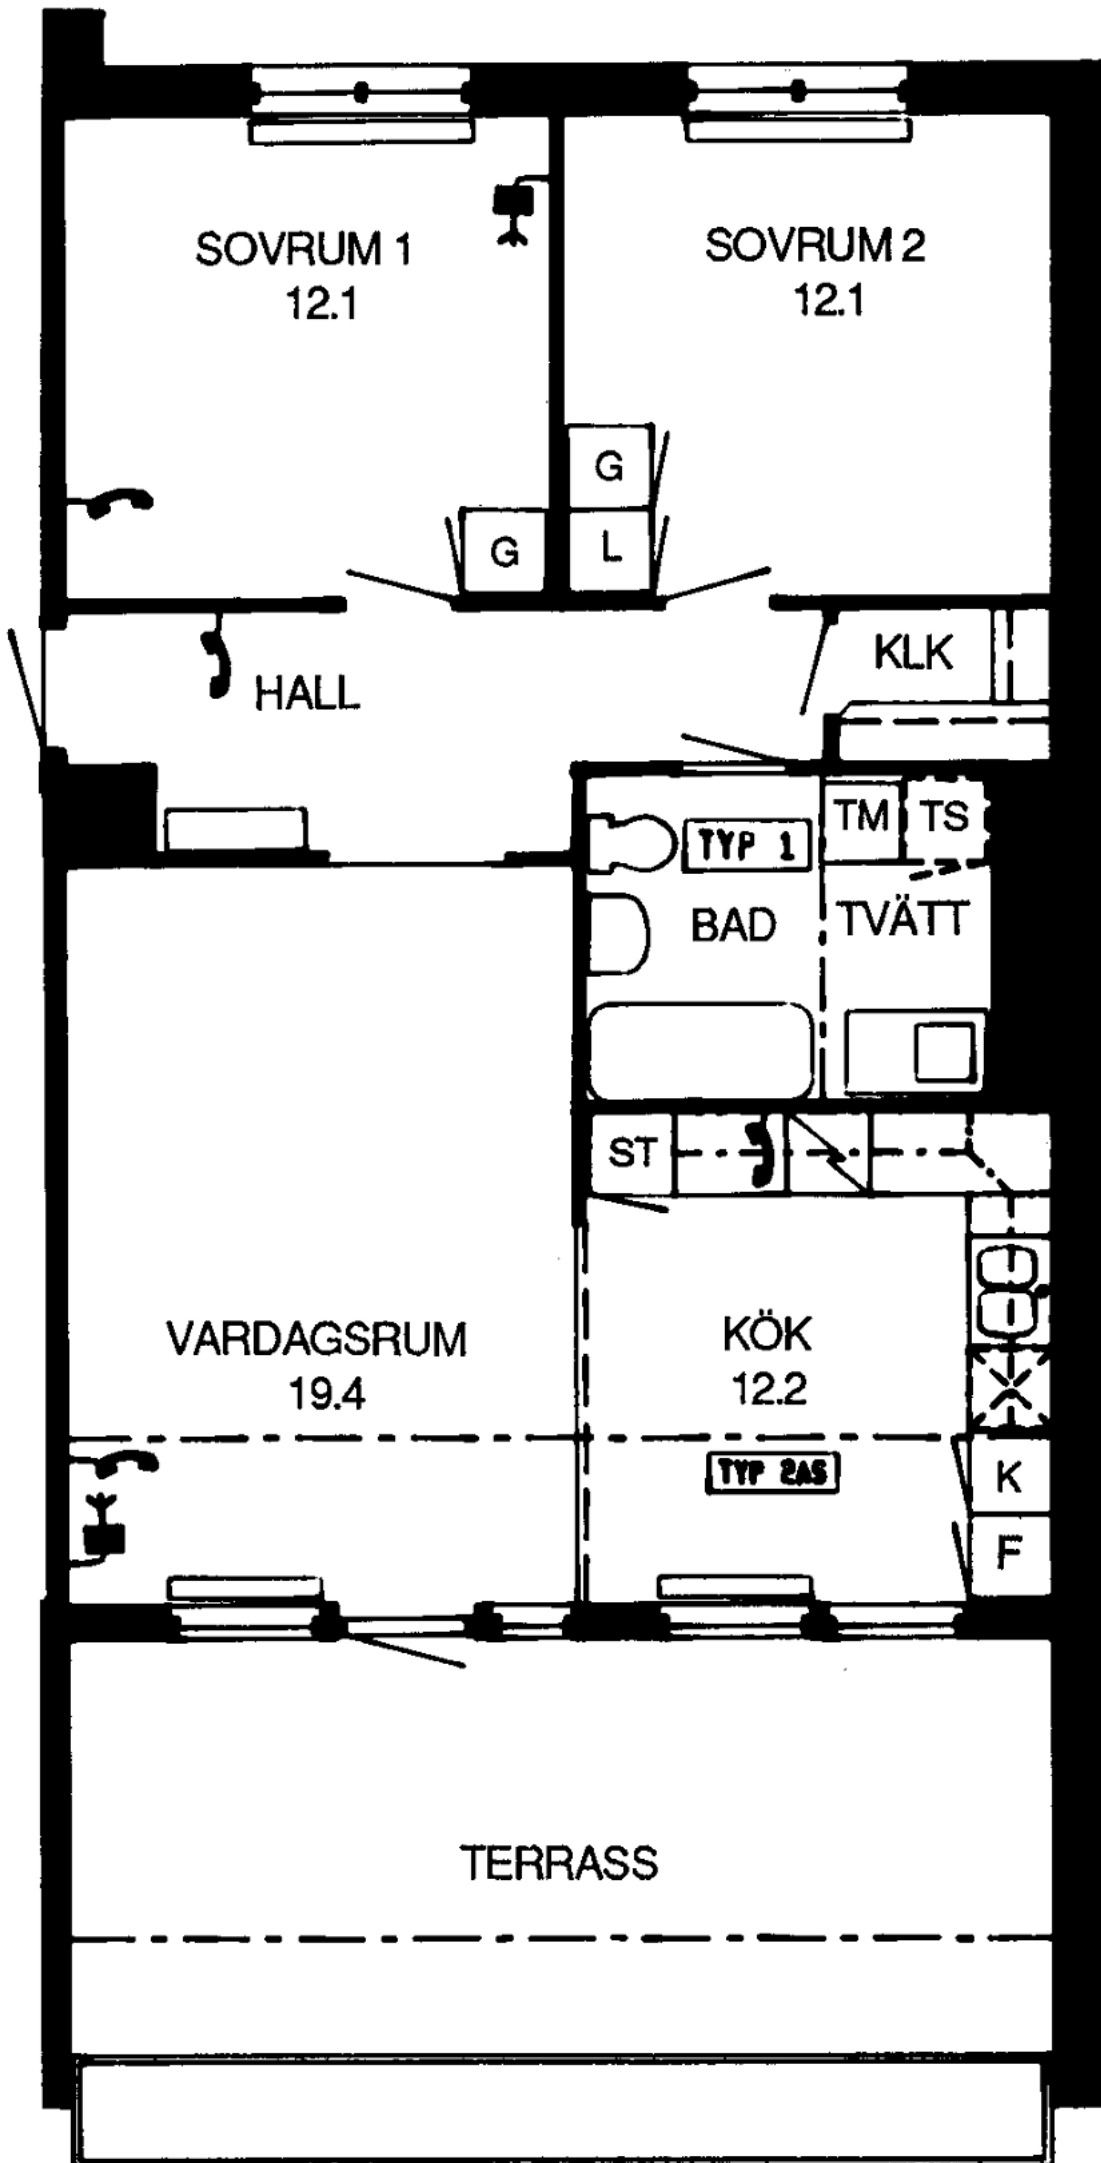 SOVRUM 1
12.1
SOVRUM 2
12.1
G
G
L
KLK
HALL
TM
TS
TYP 1
BAD
TVÄTT
ST
VARDAGSRUM
19.4
KÖK
12.2
TYP 2AS
K
F
TERRASS